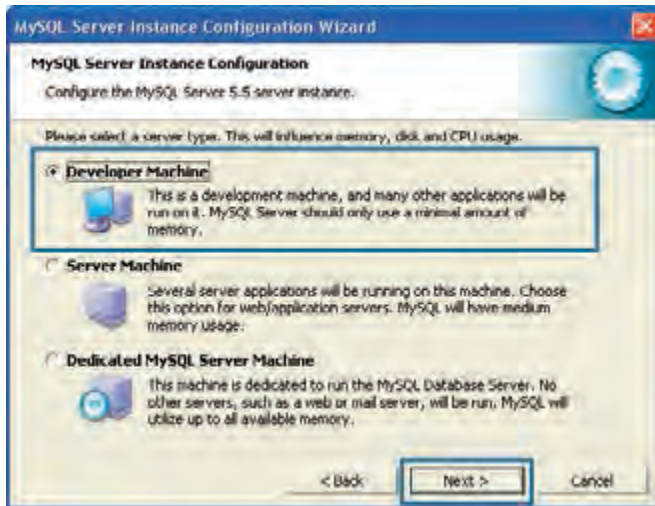 MySQL Server Instance Configuration Wizard
MySQL Server Instance Configuration
Configure the MySQL Server 5.5 server instance.
Please select a server type. This will influence memory, disk and CPU usage.
Developer Machine
This is a development machine, and many other applications will be
run on it. MySQL Server should only use a minimal amount of
memory.
Server Machine
Several server applications will be running on this machine. Choose
this option for web/application servers. MySQL will have medium
memory usage.
Dedicated MySQL Server Machine
This machine is dedicated to run the MySQL Database Server. No
other servers, such as a web or mail server, will be run. MySQL will
utilize up to all available memory.
< Back
Next >
Cancel